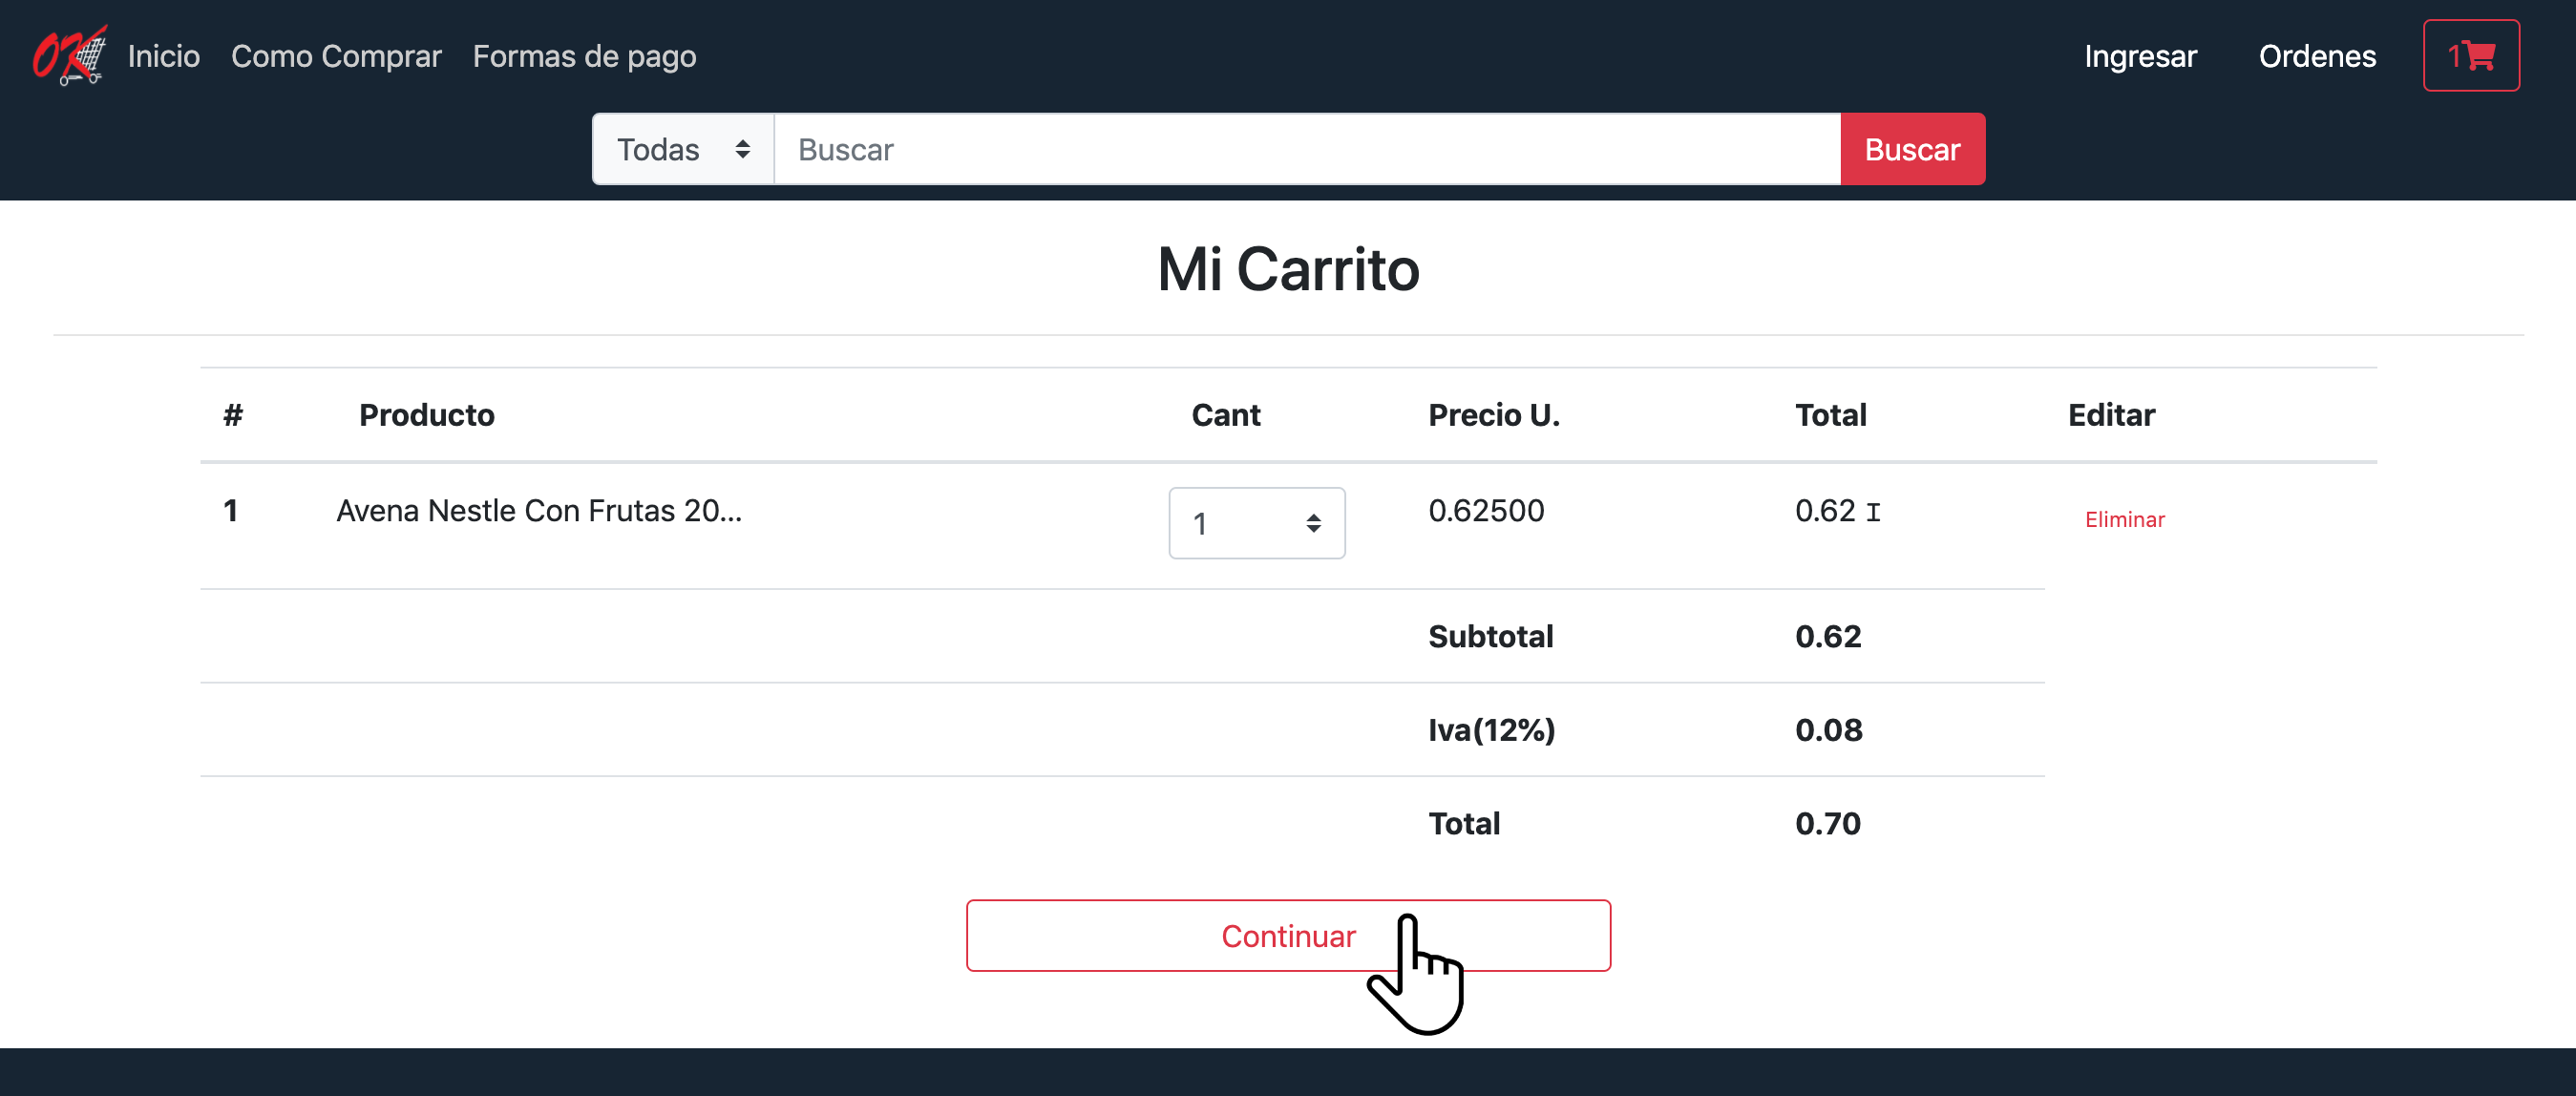 OK Inicio Como Comprar Formas de pago Ingresar Ordenes 1
Todas Buscar Buscar
Mi Carrito
# Producto Cant Precio U. Total Editar
1 Avena Nestle Con Frutas 20... 1 0.62500 0.62 I Eliminar
Subtotal 0.62
Iva(12%) 0.08
Total 0.70
Continuar